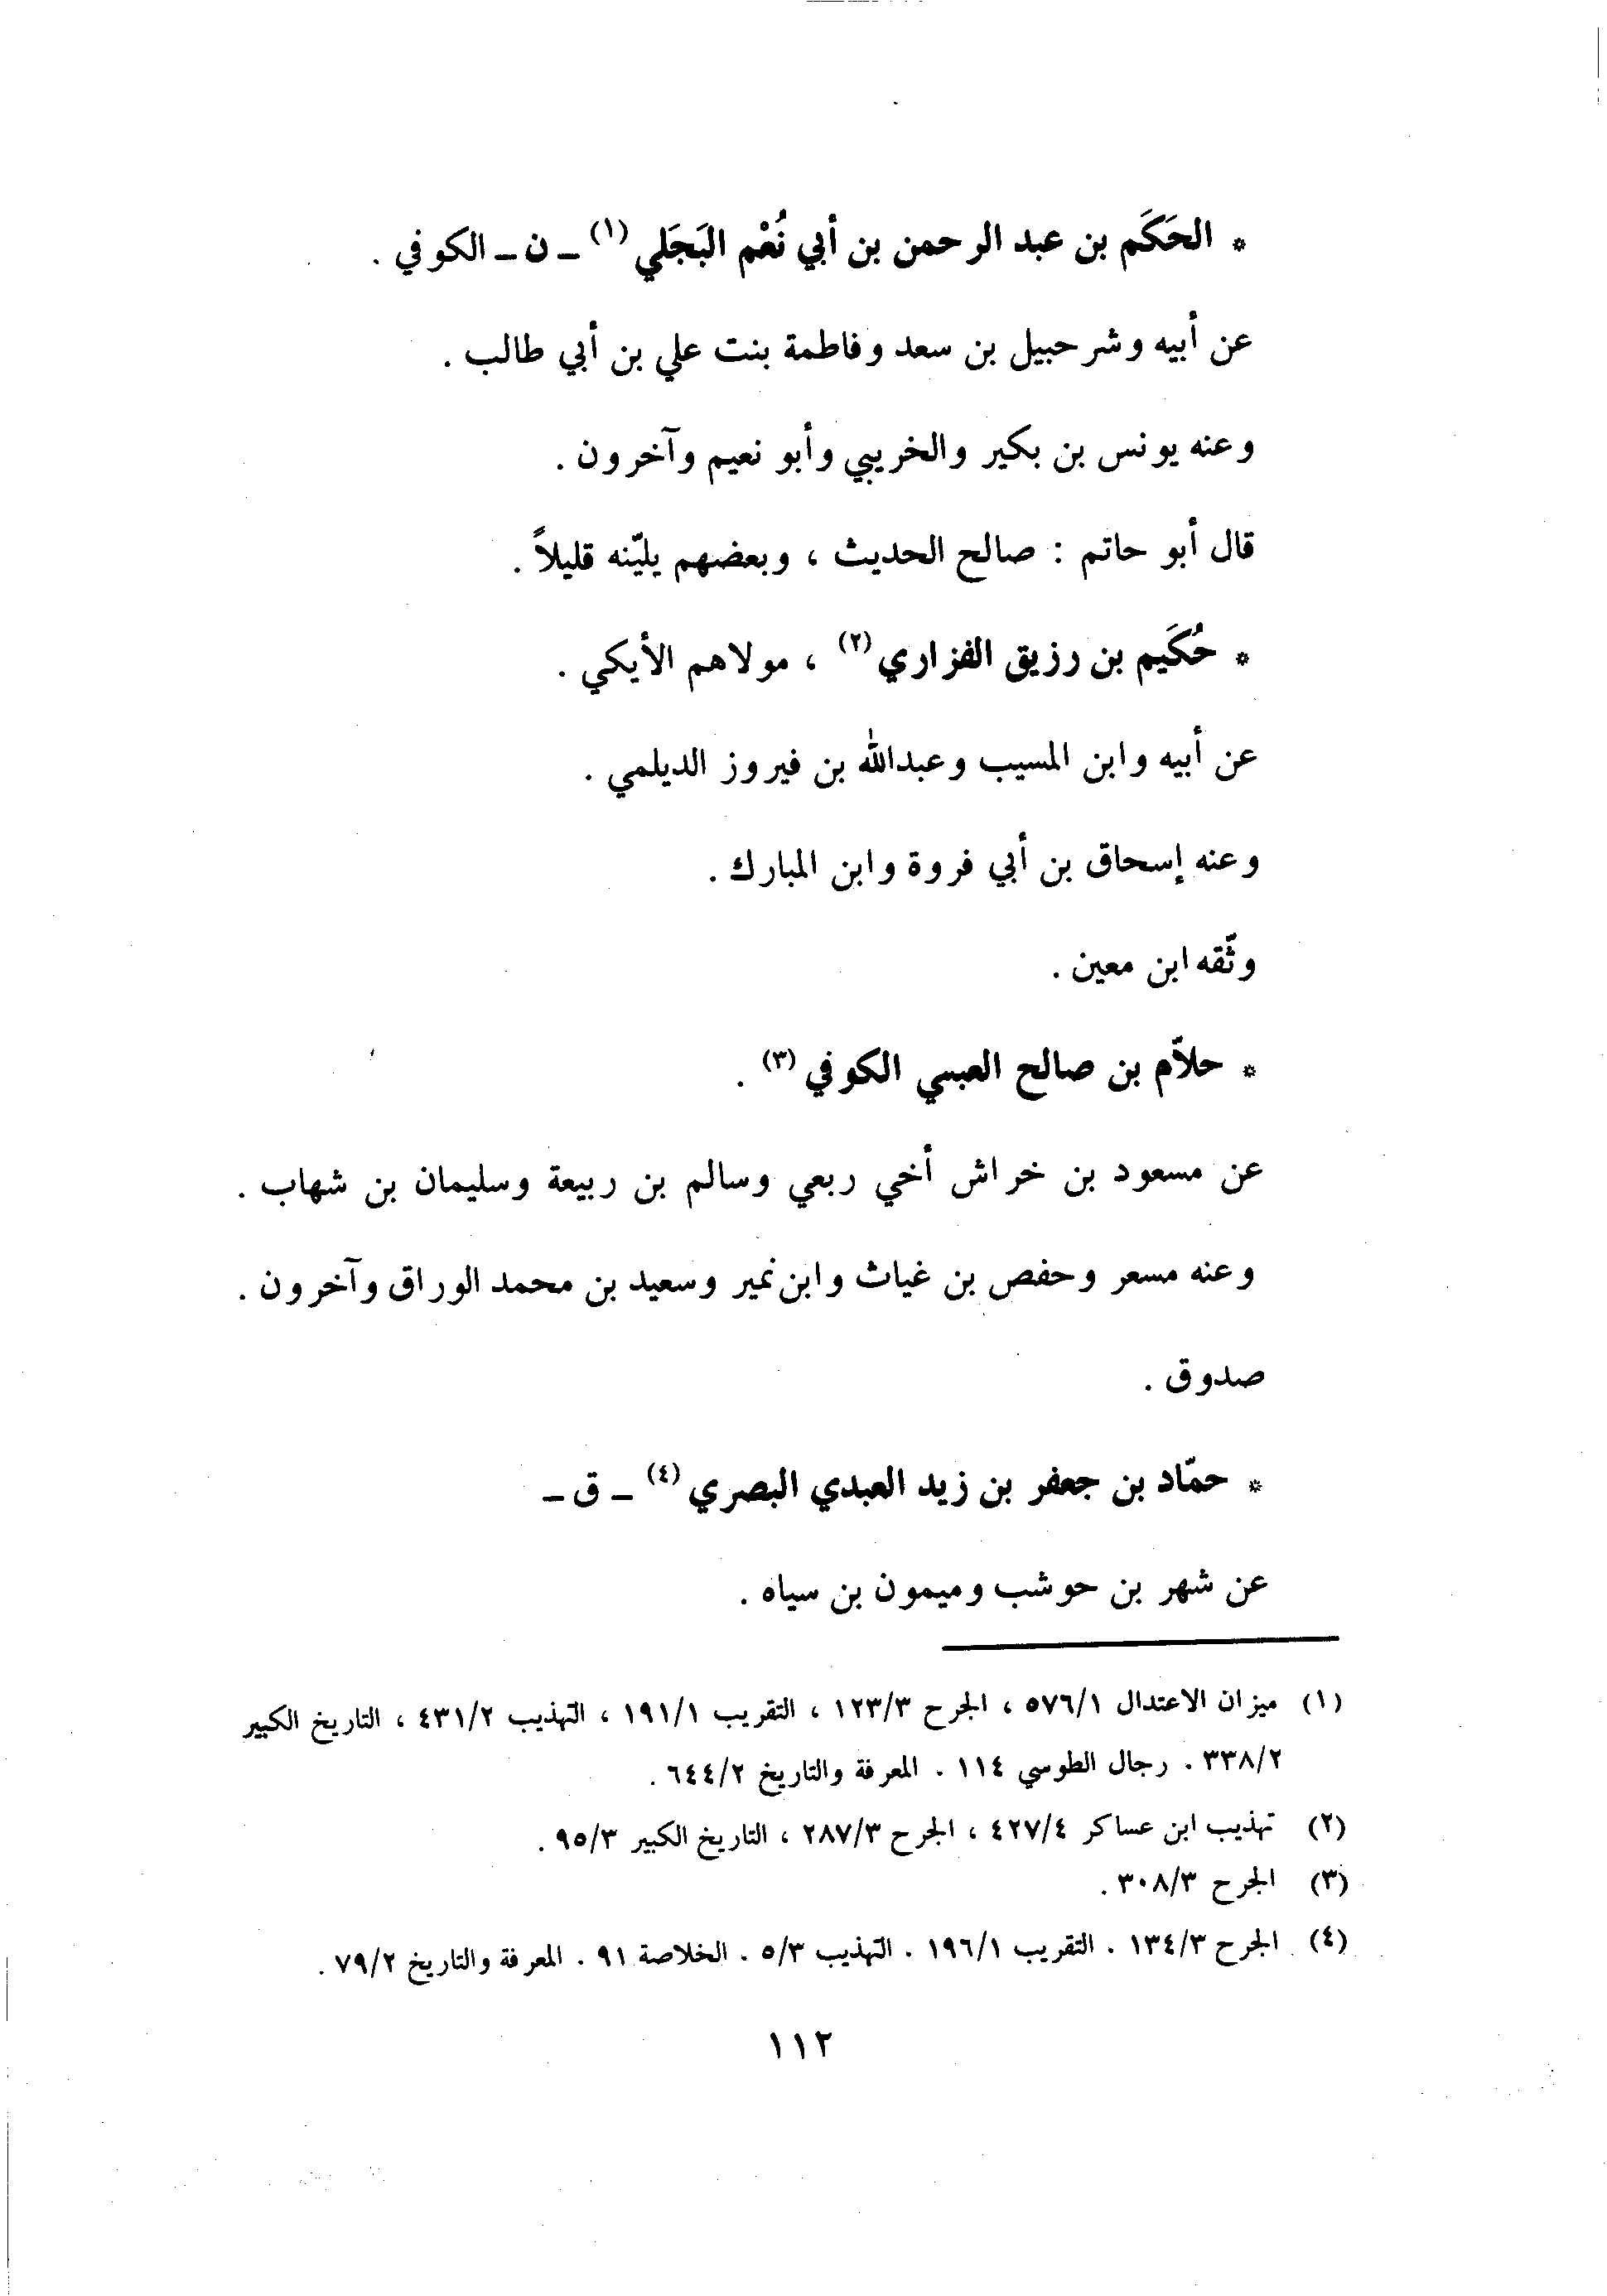 * الحَكَم بن عبد الرحمن بن أبي نُعْم البَجَلي (١) ـ ن ـ الكوفي .
عن أبيه وشرحبيل بن سعد وفاطمة بنت علي بن أبي طالب .
وعنه يونس بن بكير والخريبي وأبو نعيم وآخرون .
قال أبو حاتم : صالح الحديث ، وبعضهم يليّنه قليلاً .
* حُكَيم بن رزيق الفزاري (٢) ، مولاهم الأيكي .
عن أبيه وابن المسيب وعبدالله بن فيروز الديلمي .
وعنه إسحاق بن أبي فروة وابن المبارك .
وثّقه ابن معين .
* حلاّم بن صالح العبسي الكوفي (٣) .
عن مسعود بن خراش أخي ربعي وسالم بن ربيعة وسليمان بن شهاب .
وعنه مسعر وحفص بن غياث وابن نمير وسعيد بن محمد الوراق وآخرون .
صدوق .
* حمّاد بن جعفر بن زيد العبدي البصري (٤) ـ ق ـ
عن شهر بن حوشب وميمون بن سياه .
(١) ميزان الاعتدال ٥٧٦/١ ، الجرح ١٢٣/٣ ، التقريب ١٩١/١ ، التهذيب ٤٣١/٢ ، التاريخ الكبير
٣٣٨/٢ . رجال الطوسي ١١٤ . المعرفة والتاريخ ٦٤٤/٢ .
(٢) تهذيب ابن عساكر ٤٢٧/٤ ، الجرح ٢٨٧/٣ ، التاريخ الكبير ٩٥/٣ .
(٣) الجرح ٣٠٨/٣ .
(٤) الجرح ١٣٤/٣ . التقريب ١٩٦/١ . التهذيب ٥/٣ . الخلاصة ٩١ . المعرفة والتاريخ ٧٩/٢ .
١١٢